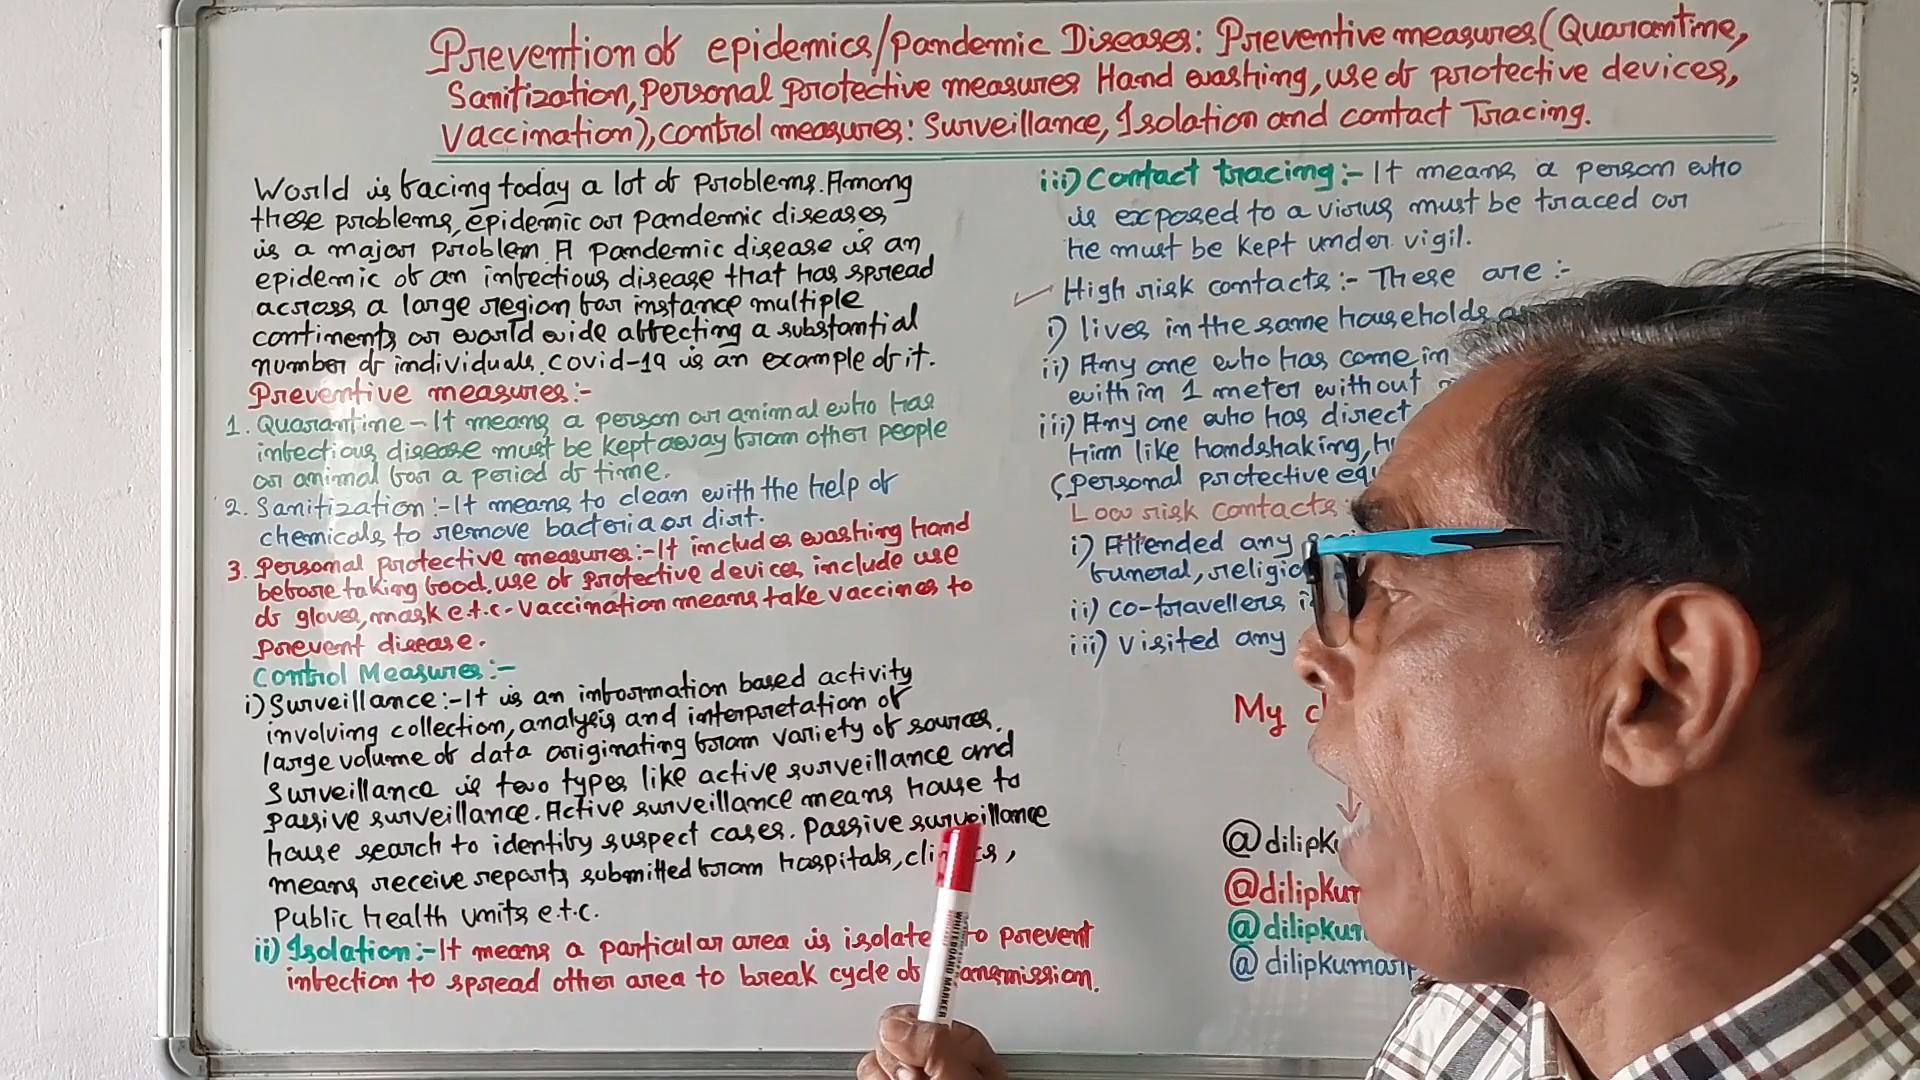 Prevention of epidemics/pandemic Diseases: Preventive measures (Quarantine,
Sanitization, Personal Protective measures Hand washing, use of protective devices,
Vaccination), control measures: Surveillance, Isolation and contact Tracing.
World is facing today a lot of problems. Among
these problems, epidemic or pandemic diseases
is a major problem. A pandemic disease is an
epidemic of an infectious disease that has spread
across a large region for instance multiple
continents or world wide affecting a substantial
number of individuals. covid-19 is an example of it.
Preventive measures:-
1. Quarantine - It means a person or animal who has
infectious disease must be kept away from other people
or animal for a period of time.
2. Sanitization:- It means to clean with the help of
chemicals to remove bacteria or dirt.
3. Personal protective measures:- It includes washing hand
before taking food. use of protective devices include use
of gloves, mask e.t.c. vaccination means take vaccines to
prevent disease.
Control Measures:-
i) Surveillance:- It is an information based activity
involving collection, analysis and interpretation of
large volume of data originating from variety of sources.
Surveillance is two types like active surveillance and
passive surveillance. Active surveillance means house to
house search to identify suspect cases. Passive surveillance
means receive reports submitted from hospitals, clinics,
Public health units e.t.c.
ii) Isolation:- It means a particular area is isolate to prevent
infection to spread other area to break cycle of transmission.
iii) Contact tracing:- It means a person who
is exposed to a virus must be traced or
he must be kept under vigil.
High risk contacts:- These are:-
i) lives in the same households
ii) Any one who has come in
within 1 meter without
iii) Any one who has direct
him like handshaking,
(Personal protective
Low risk contacts:
i) Attended any
funeral,
ii) co-travellers
iii) Visited any
My
WHITEBOARD MARKER